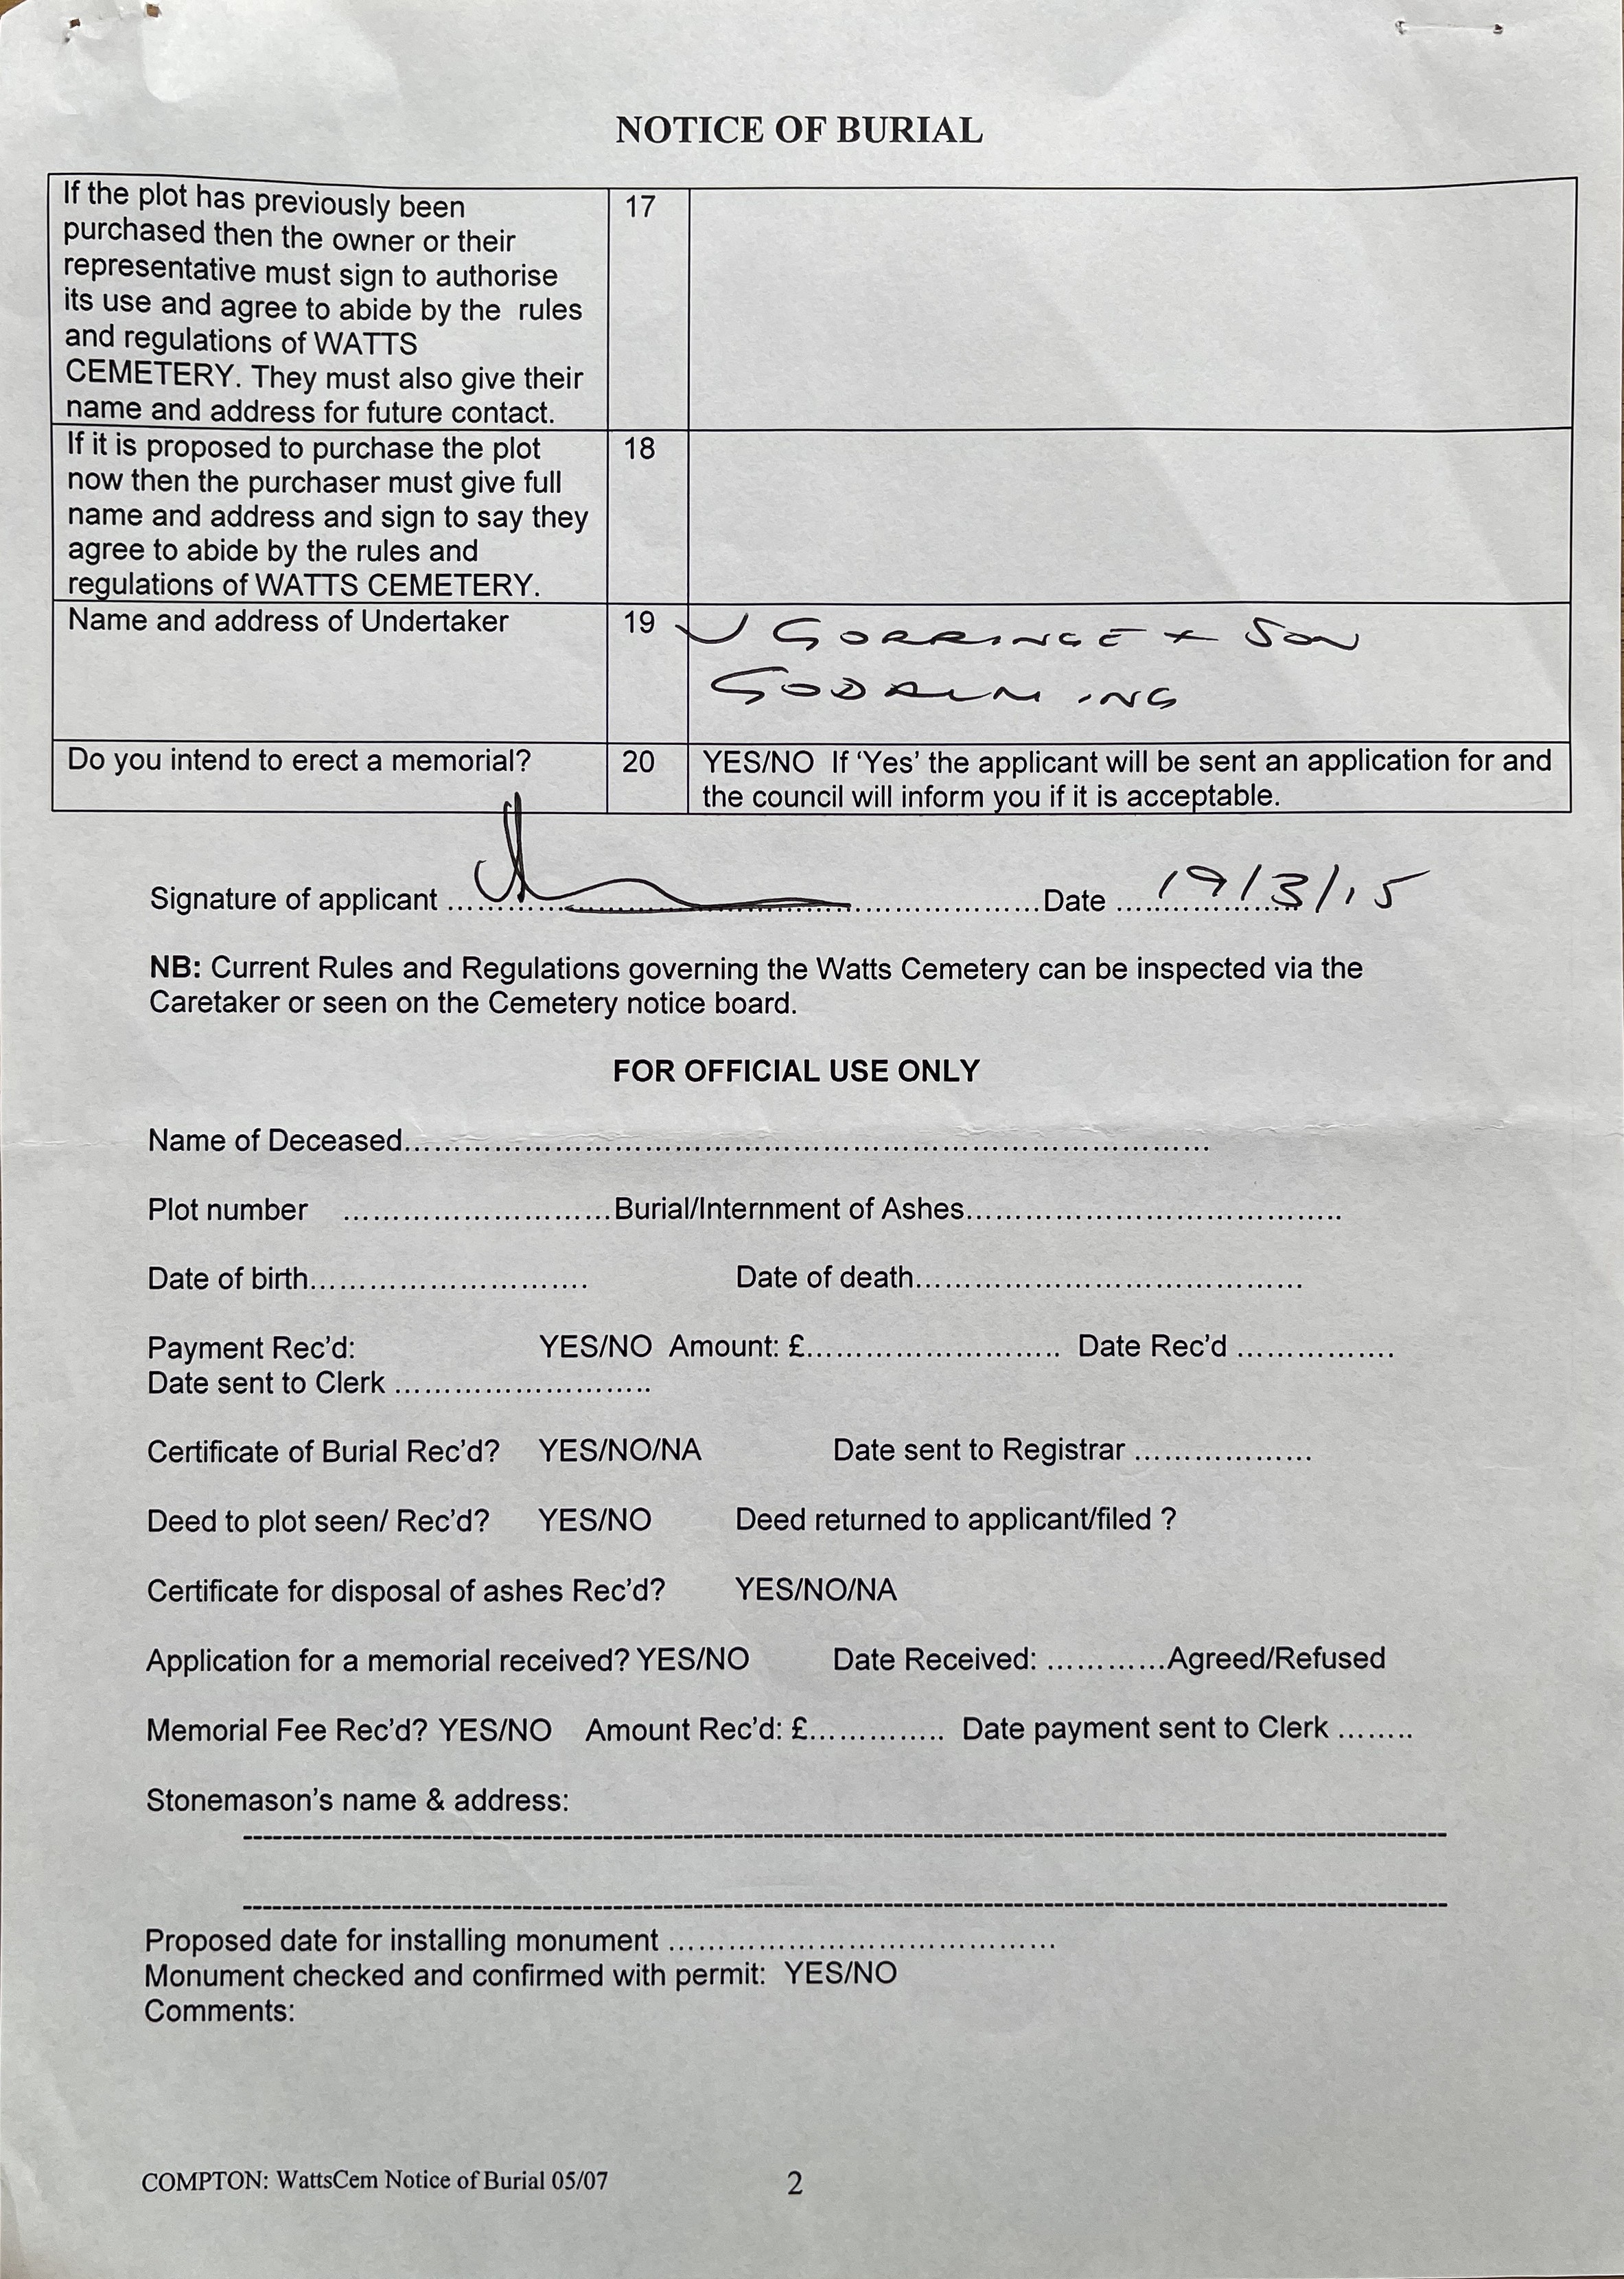 NOTICE OF BURIAL
If the plot has previously been
purchased then the owner or their
representative must sign to authorise
its use and agree to abide by the rules
and regulations of WATTS
CEMETERY. They must also give their
name and address for future contact.
17
If it is proposed to purchase the plot
now then the purchaser must give full
name and address and sign to say they
agree to abide by the rules and
regulations of WATTS CEMETERY.
18
Name and address of Undertaker
19
J GORRINGE + SON
GODALMING
Do you intend to erect a memorial?
20
YES/NO If ‘Yes’ the applicant will be sent an application for and
the council will inform you if it is acceptable.
Signature of applicant ........................................ Date ................ 19/3/15
NB: Current Rules and Regulations governing the Watts Cemetery can be inspected via the
Caretaker or seen on the Cemetery notice board.
FOR OFFICIAL USE ONLY
Name of Deceased........................................
Plot number ....................Burial/Internment of Ashes..............................
Date of birth.................... Date of death..............................
Payment Rec’d: YES/NO Amount: £.................... Date Rec’d ................
Date sent to Clerk ....................
Certificate of Burial Rec’d? YES/NO/NA Date sent to Registrar ..................
Deed to plot seen/ Rec’d? YES/NO Deed returned to applicant/filed ?
Certificate for disposal of ashes Rec’d? YES/NO/NA
Application for a memorial received? YES/NO Date Received: ............Agreed/Refused
Memorial Fee Rec’d? YES/NO Amount Rec’d: £.............. Date payment sent to Clerk ........
Stonemason’s name & address:
Proposed date for installing monument ........................................
Monument checked and confirmed with permit: YES/NO
Comments:
COMPTON: WattsCem Notice of Burial 05/07
2